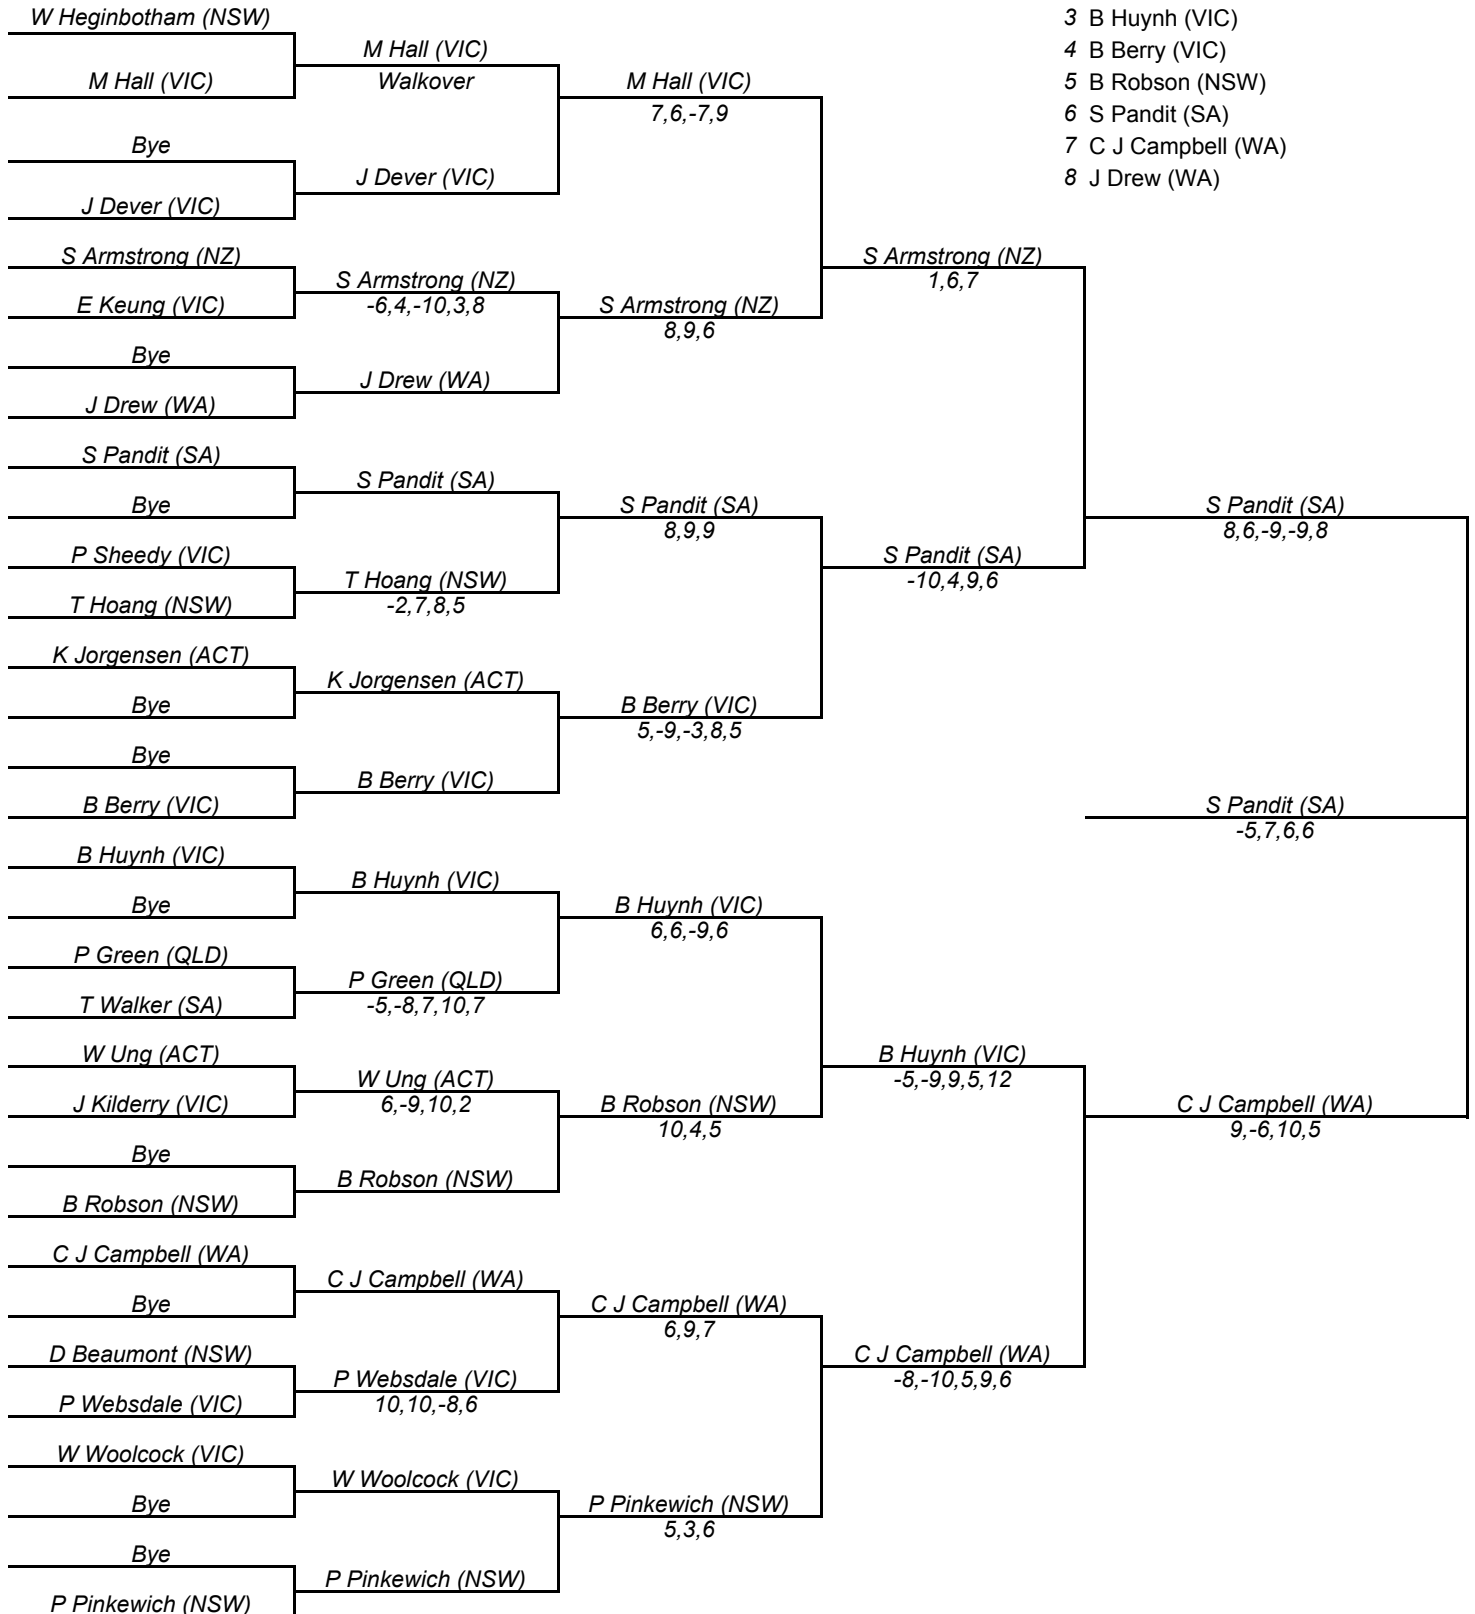 W Heginbotham (NSW)
M Hall (VIC)
Bye
J Dever (VIC)
S Armstrong (NZ)
E Keung (VIC)
Bye
J Drew (WA)
S Pandit (SA)
Bye
P Sheedy (VIC)
T Hoang (NSW)
K Jorgensen (ACT)
Bye
Bye
B Berry (VIC)
B Huynh (VIC)
Bye
P Green (QLD)
T Walker (SA)
W Ung (ACT)
J Kilderry (VIC)
Bye
B Robson (NSW)
C J Campbell (WA)
Bye
D Beaumont (NSW)
P Websdale (VIC)
W Woolcock (VIC)
Bye
Bye
P Pinkewich (NSW)
M Hall (VIC)
Walkover
J Dever (VIC)
S Armstrong (NZ)
-6,4,-10,3,8
J Drew (WA)
S Pandit (SA)
T Hoang (NSW)
-2,7,8,5
K Jorgensen (ACT)
B Berry (VIC)
B Huynh (VIC)
P Green (QLD)
-5,-8,7,10,7
W Ung (ACT)
6,-9,10,2
B Robson (NSW)
C J Campbell (WA)
P Websdale (VIC)
10,10,-8,6
W Woolcock (VIC)
P Pinkewich (NSW)
M Hall (VIC)
7,6,-7,9
S Armstrong (NZ)
8,9,6
S Pandit (SA)
8,9,9
B Berry (VIC)
5,-9,-3,8,5
B Huynh (VIC)
6,6,-9,6
B Robson (NSW)
10,4,5
C J Campbell (WA)
6,9,7
P Pinkewich (NSW)
5,3,6
S Armstrong (NZ)
1,6,7
S Pandit (SA)
-10,4,9,6
B Huynh (VIC)
-5,-9,9,5,12
C J Campbell (WA)
-8,-10,5,9,6
3 B Huynh (VIC)
4 B Berry (VIC)
5 B Robson (NSW)
6 S Pandit (SA)
7 C J Campbell (WA)
8 J Drew (WA)
S Pandit (SA)
8,6,-9,-9,8
S Pandit (SA)
-5,7,6,6
C J Campbell (WA)
9,-6,10,5